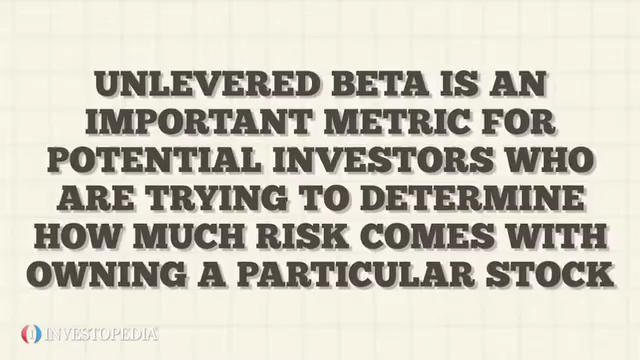 UNLEVERED BETA IS AN
IMPORTANT METRIC FOR
POTENTIAL INVESTORS WHO
ARE TRYING TO DETERMINE
HOW MUCH RISK COMES WITH
OWNING A PARTICULAR STOCK
INVESTOPEDIA